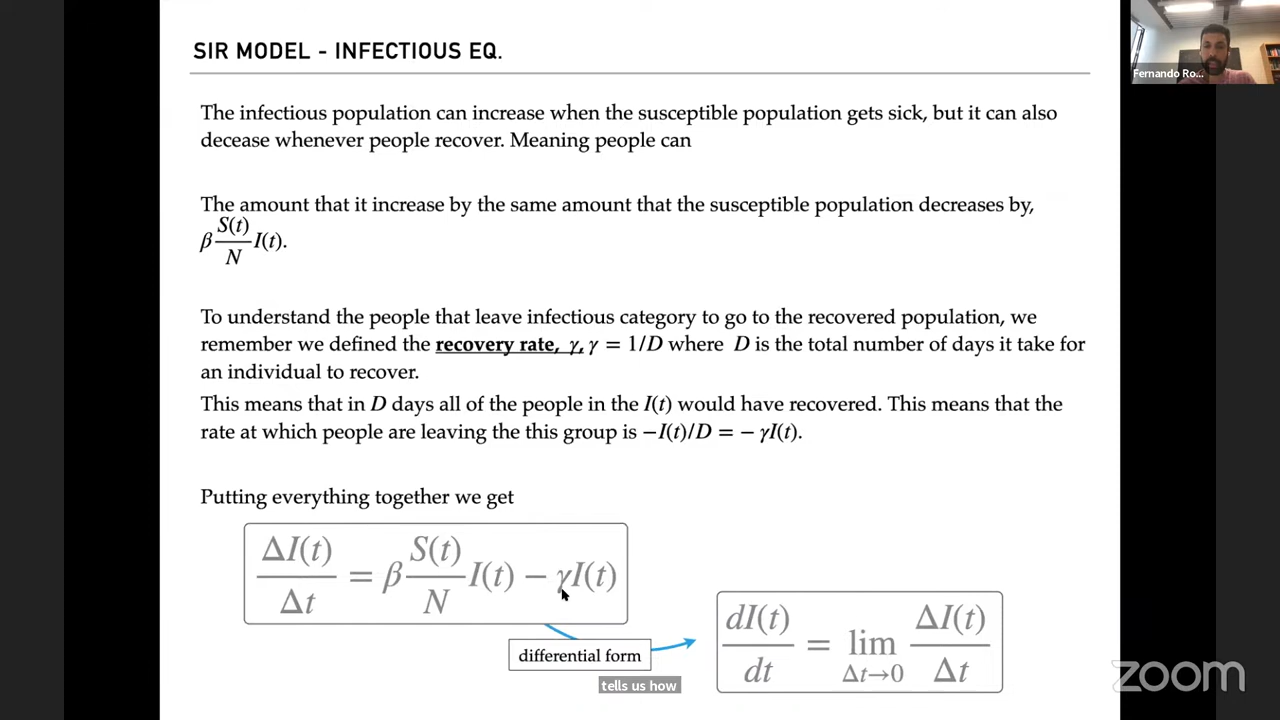 SIR MODEL - INFECTIOUS EQ.
Fernando Ro...
The infectious population can increase when the susceptible population gets sick, but it can also
decease whenever people recover. Meaning people can
The amount that it increase by the same amount that the susceptible population decreases by,
β S(t)/N I(t).
To understand the people that leave infectious category to go to the recovered population, we
remember we defined the recovery rate, γ, γ = 1/D where D is the total number of days it take for
an individual to recover.
This means that in D days all of the people in the I(t) would have recovered. This means that the
rate at which people are leaving the this group is −I(t)/D = − γI(t).
Putting everything together we get
ΔI(t)/Δt = β S(t)/N I(t) − γI(t)
differential form
dI(t)/dt = lim Δt→0 ΔI(t)/Δt
tells us how
zoom